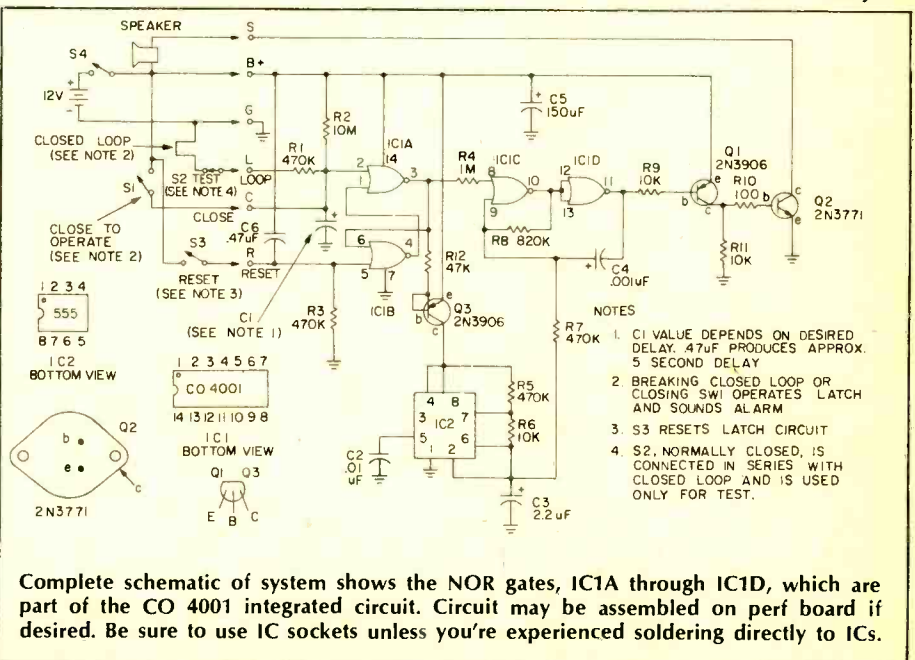 SPEAKER
S
S4
B+
12V
+
-
G
CLOSED LOOP
(SEE NOTE 2)
S2 TEST
(SEE NOTE 4)
L
LOOP
R1
470K
R2
10M
IC1A
14
2
1
3
S1
C
CLOSE
CLOSE TO
OPERATE
(SEE NOTE 2)
C6
.47uF
S3
RESET
(SEE NOTE 3)
R
RESET
C1
(SEE NOTE 1)
6
5
4
7
IC1B
R3
470K
R4
1M
IC1C
8
9
10
R8 820K
12
13
IC1D
11
C5
150uF
C4
.001uF
R9
10K
Q1
2N3906
e
b
c
R10
100
b
c
e
Q2
2N3771
R11
10K
R12
47K
e
b
c
Q3
2N3906
R7
470K
4 8
3
7
IC2
5
6
1
2
R5
470K
R6
10K
C2
.01
uF
C3
2.2uF
1 2 3 4
555
8 7 6 5
IC2
BOTTOM VIEW
1 2 3 4 5 6 7
CO 4001
14 13 12 11 10 9 8
IC1
BOTTOM VIEW
Q2
b
e
c
2N3771
Q1 Q3
E B C
NOTES
1. C1 VALUE DEPENDS ON DESIRED
DELAY. .47uF PRODUCES APPROX.
5 SECOND DELAY
2. BREAKING CLOSED LOOP OR
CLOSING SW1 OPERATES LATCH
AND SOUNDS ALARM
3. S3 RESETS LATCH CIRCUIT
4. S2, NORMALLY CLOSED, IS
CONNECTED IN SERIES WITH
CLOSED LOOP AND IS USED
ONLY FOR TEST.
Complete schematic of system shows the NOR gates, IC1A through IC1D, which are
part of the CO 4001 integrated circuit. Circuit may be assembled on perf board if
desired. Be sure to use IC sockets unless you're experienced soldering directly to ICs.